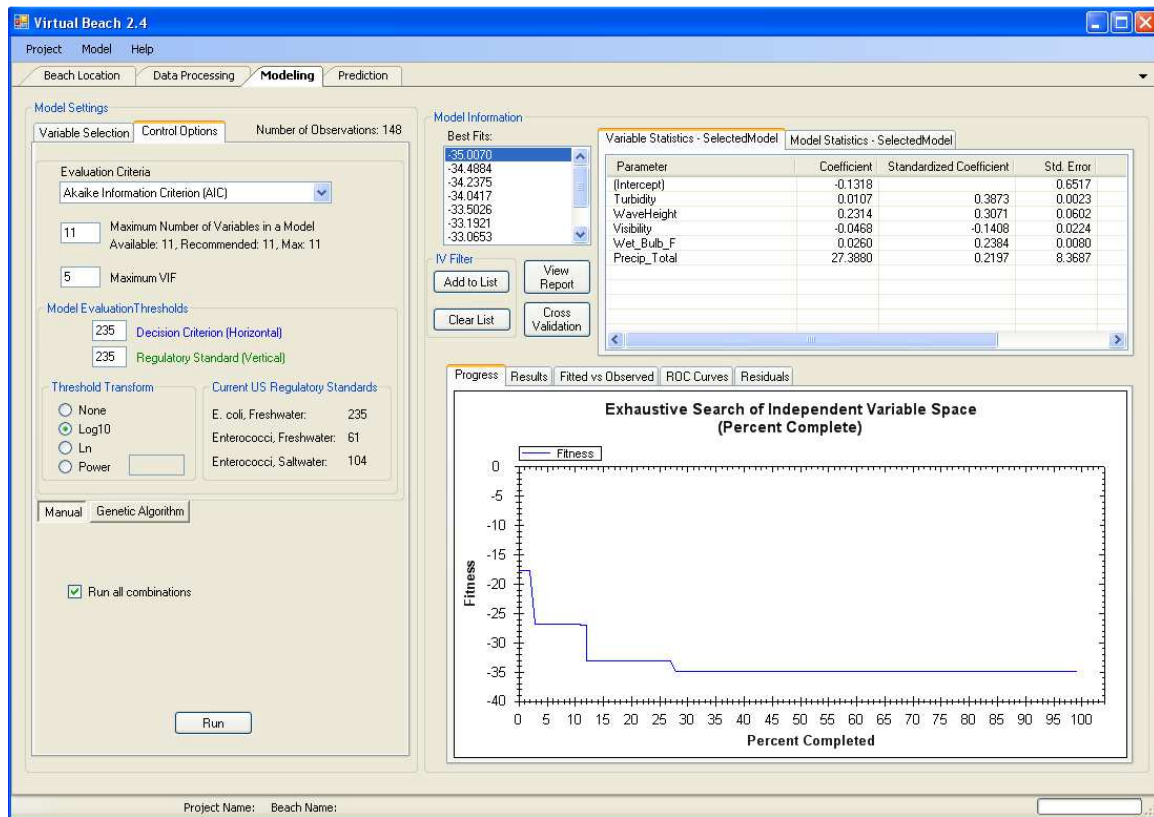 Virtual Beach 2.4
Project Model Help
Beach Location Data Processing Modeling Prediction
Model Settings
Variable Selection Control Options Number of Observations: 148
Evaluation Criteria
Akaike Information Criterion (AIC)
11 Maximum Number of Variables in a Model
Available: 11, Recommended: 11, Max: 11
5 Maximum VIF
Model EvaluationThresholds
235 Decision Criterion (Horizontal)
235 Regulatory Standard (Vertical)
Threshold Transform
None
Log10
Ln
Power
Current US Regulatory Standards
E. coli, Freshwater: 235
Enterococci, Freshwater: 61
Enterococci, Saltwater: 104
Manual Genetic Algorithm
Run all combinations
Run
Model Information
Best Fits:
-35.0070
-34.4884
-34.2375
-34.0417
-33.5026
-33.1921
-33.0653
IV Filter
Add to List
Clear List
View Report
Cross Validation
Variable Statistics - SelectedModel Model Statistics - SelectedModel
Parameter Coefficient Standardized Coefficient Std. Error
(Intercept) -0.1318 0.6517
Turbidity 0.0107 0.3873 0.0023
WaveHeight 0.2314 0.3071 0.0602
Visibility -0.0468 -0.1408 0.0224
Wet_Bulb_F 0.0260 0.2384 0.0080
Precip_Total 27.3880 0.2197 8.3687
Progress Results Fitted vs Observed ROC Curves Residuals
Exhaustive Search of Independent Variable Space
(Percent Complete)
Fitness
0
-5
-10
-15
-20
-25
-30
-35
-40
Fitness
0 5 10 15 20 25 30 35 40 45 50 55 60 65 70 75 80 85 90 95 100
Percent Completed
Project Name: Beach Name: